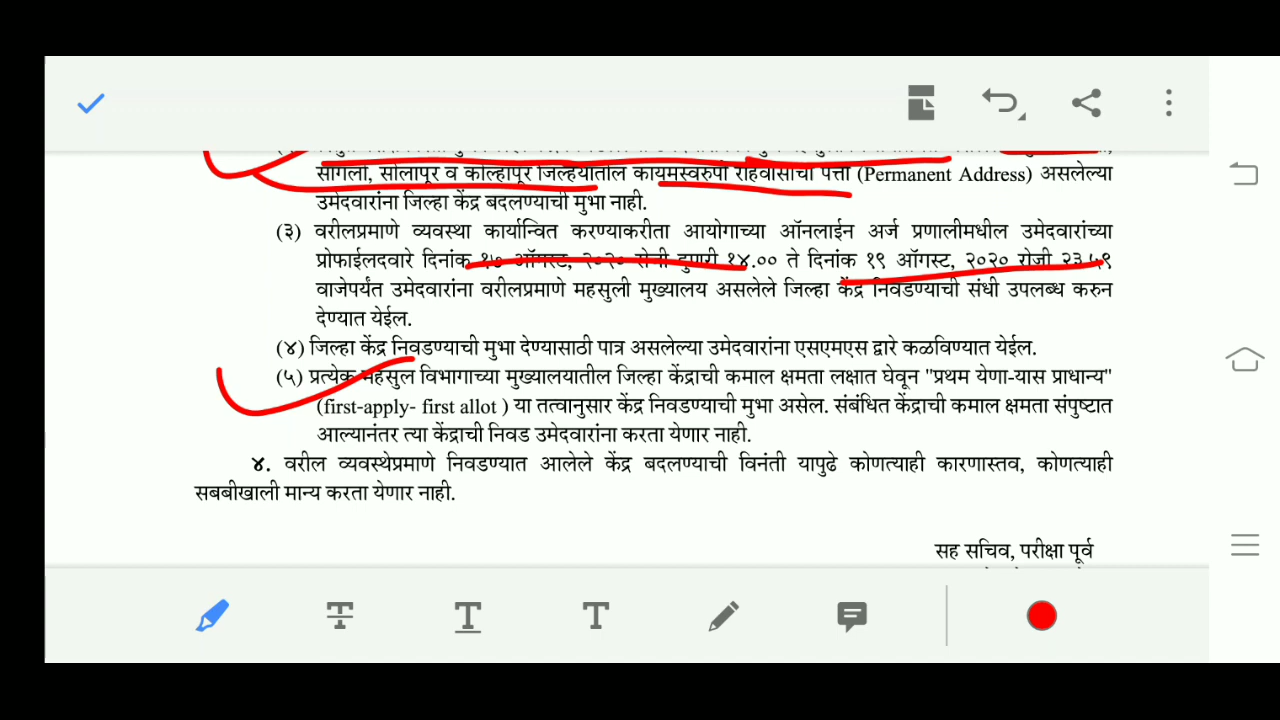 सांगली, सोलापूर व कोल्हापूर जिल्हयातील कायमस्वरुपी रहिवासाचा पत्ता (Permanent Address) असलेल्या
उमेदवारांना जिल्हा केंद्र बदलण्याची मुभा नाही.
(३) वरीलप्रमाणे व्यवस्था कार्यान्वित करण्याकरीता आयोगाच्या ऑनलाईन अर्ज प्रणालीमधील उमेदवारांच्या
प्रोफाईलदवारे दिनांक १७ ऑगस्ट, २०२० रोजी दुपारी १४.०० ते दिनांक १९ ऑगस्ट, २०२० रोजी २३.५९
वाजेपर्यंत उमेदवारांना वरीलप्रमाणे महसुली मुख्यालय असलेले जिल्हा केंद्र निवडण्याची संधी उपलब्ध करुन
देण्यात येईल.
(४) जिल्हा केंद्र निवडण्याची मुभा देण्यासाठी पात्र असलेल्या उमेदवारांना एसएमएस द्वारे कळविण्यात येईल.
(५) प्रत्येक महसुल विभागाच्या मुख्यालयातील जिल्हा केंद्राची कमाल क्षमता लक्षात घेवून "प्रथम येणा-यास प्राधान्य"
(first-apply- first allot ) या तत्वानुसार केंद्र निवडण्याची मुभा असेल. संबंधित केंद्राची कमाल क्षमता संपुष्टात
आल्यानंतर त्या केंद्राची निवड उमेदवारांना करता येणार नाही.
४. वरील व्यवस्थेप्रमाणे निवडण्यात आलेले केंद्र बदलण्याची विनंती यापुढे कोणत्याही कारणास्तव, कोणत्याही
सबबीखाली मान्य करता येणार नाही.
सह सचिव, परीक्षा पूर्व